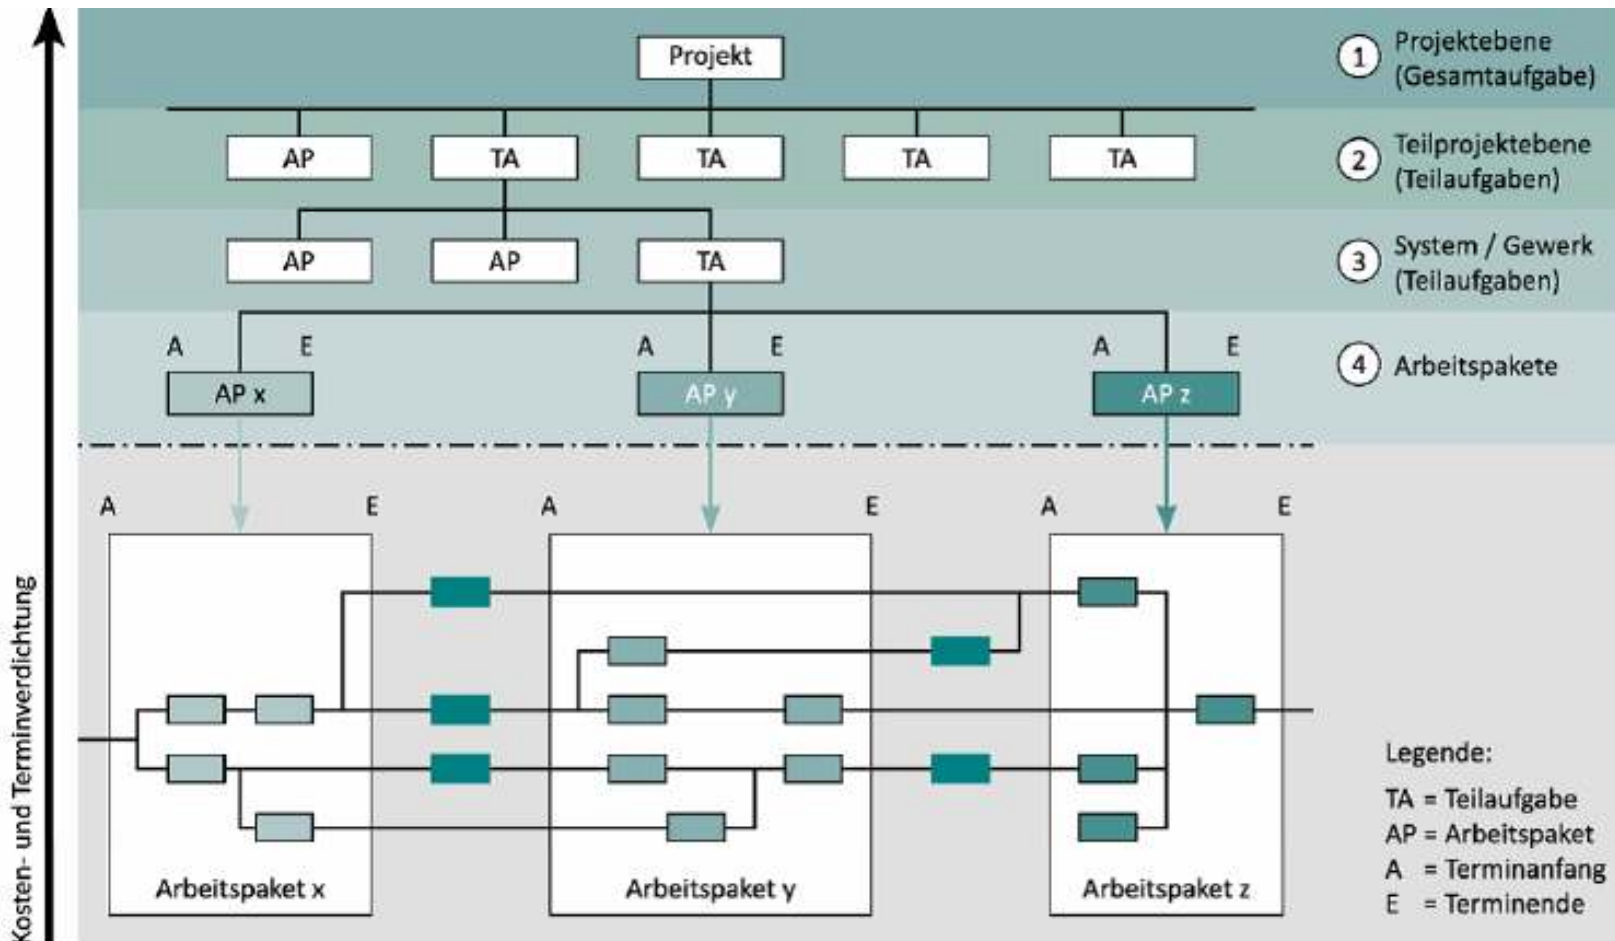 Projekt
1 Projektebene
(Gesamtaufgabe)
AP TA TA TA TA
2 Teilprojektebene
(Teilaufgaben)
AP AP TA
3 System / Gewerk
(Teilaufgaben)
A E A E A E
AP x AP y AP z
4 Arbeitspakete
A E A E A E
Arbeitspaket x Arbeitspaket y Arbeitspaket z
Kosten- und Terminverdichtung
Legende:
TA = Teilaufgabe
AP = Arbeitspaket
A = Terminanfang
E = Terminende